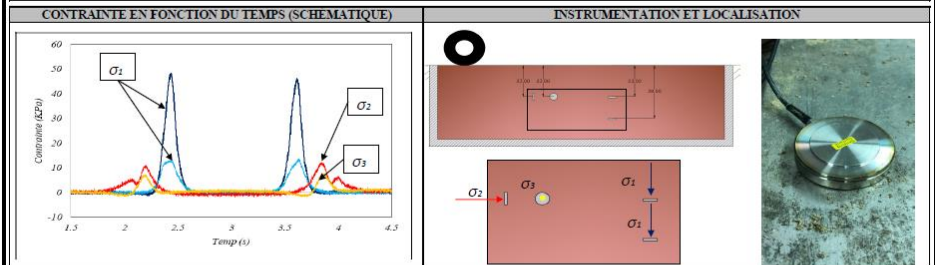 CONTRAINTE EN FONCTION DU TEMPS (SCHEMATIQUE)
INSTRUMENTATION ET LOCALISATION
Contrainte (KPa)
60
50
40
30
20
10
0
-10
1.5
2
2.5
3
3.5
4
4.5
Temp (s)
σ1
σ2
σ3
σ2
σ3
σ1
σ1